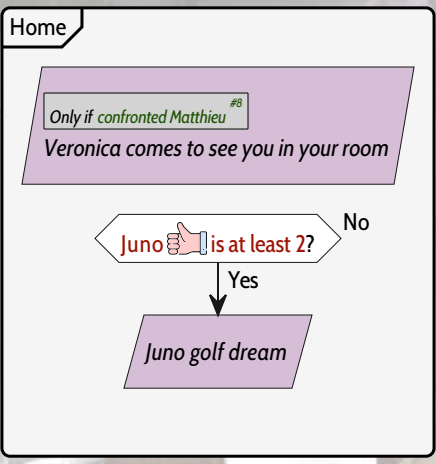 Home
#8
Only if confronted Matthieu
Veronica comes to see you in your room
Juno is at least 2?
No
Yes
Juno golf dream